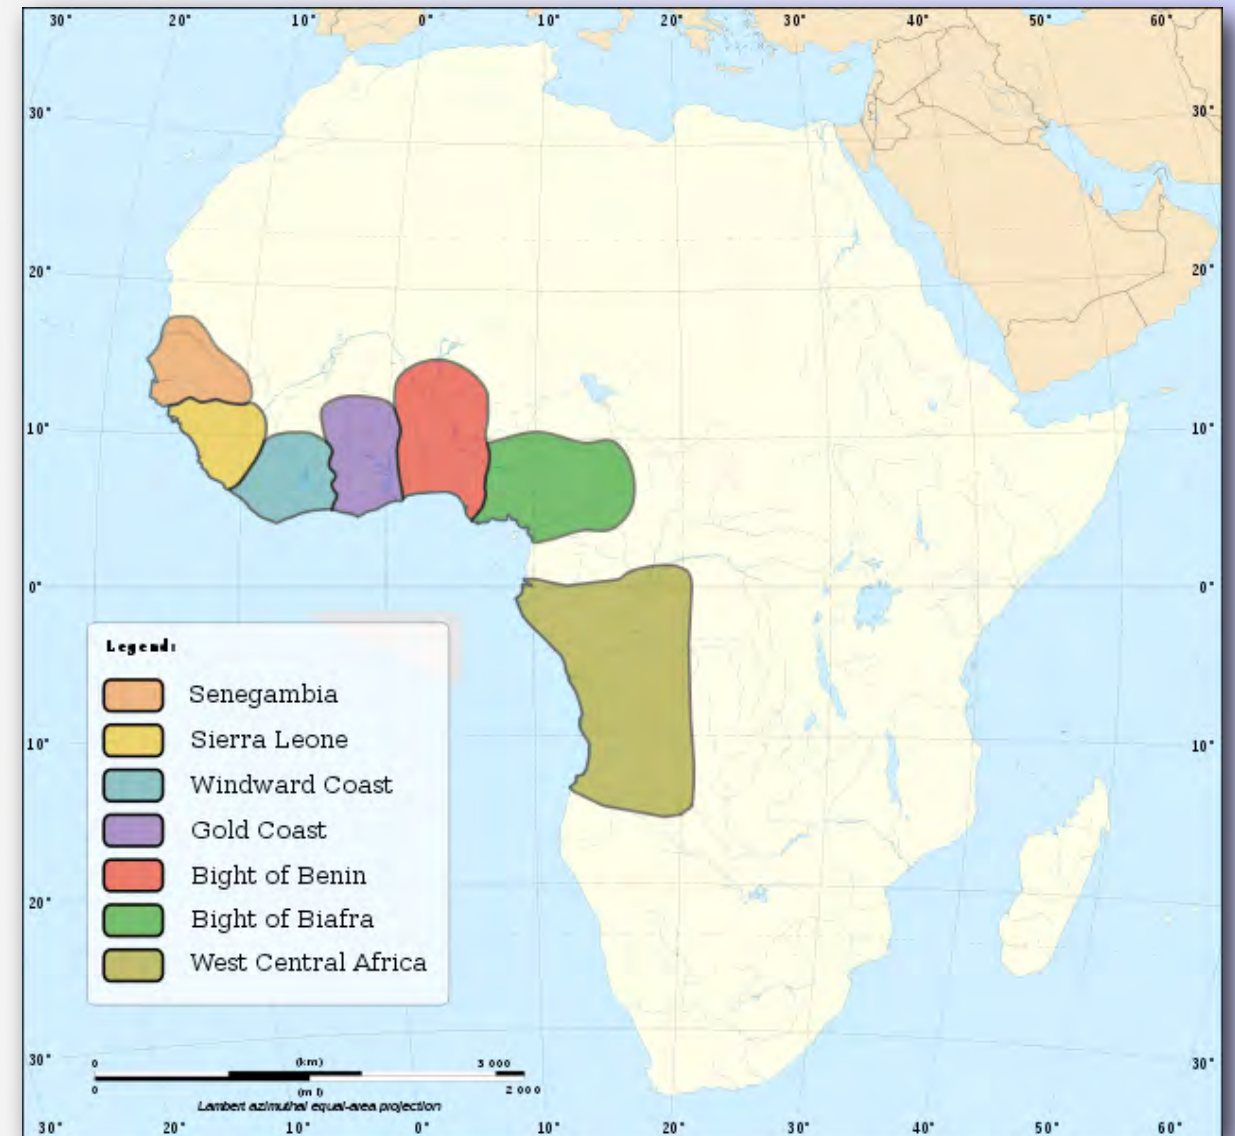 30° 20° 10° 0° 10° 20° 30° 40° 50° 60°
30° 30°
20° 20°
10° 10°
0° 0°
Legend:
Senegambia
Sierra Leone
Windward Coast
Gold Coast
Bight of Benin
Bight of Biafra
West Central Africa
10° 10°
20° 20°
30° 30°
0 (km) 3 000
0 (mi) 2 000
Lambert azimuthal equal-area projection
30° 20° 10° 0° 10° 20° 30° 40° 50° 60°